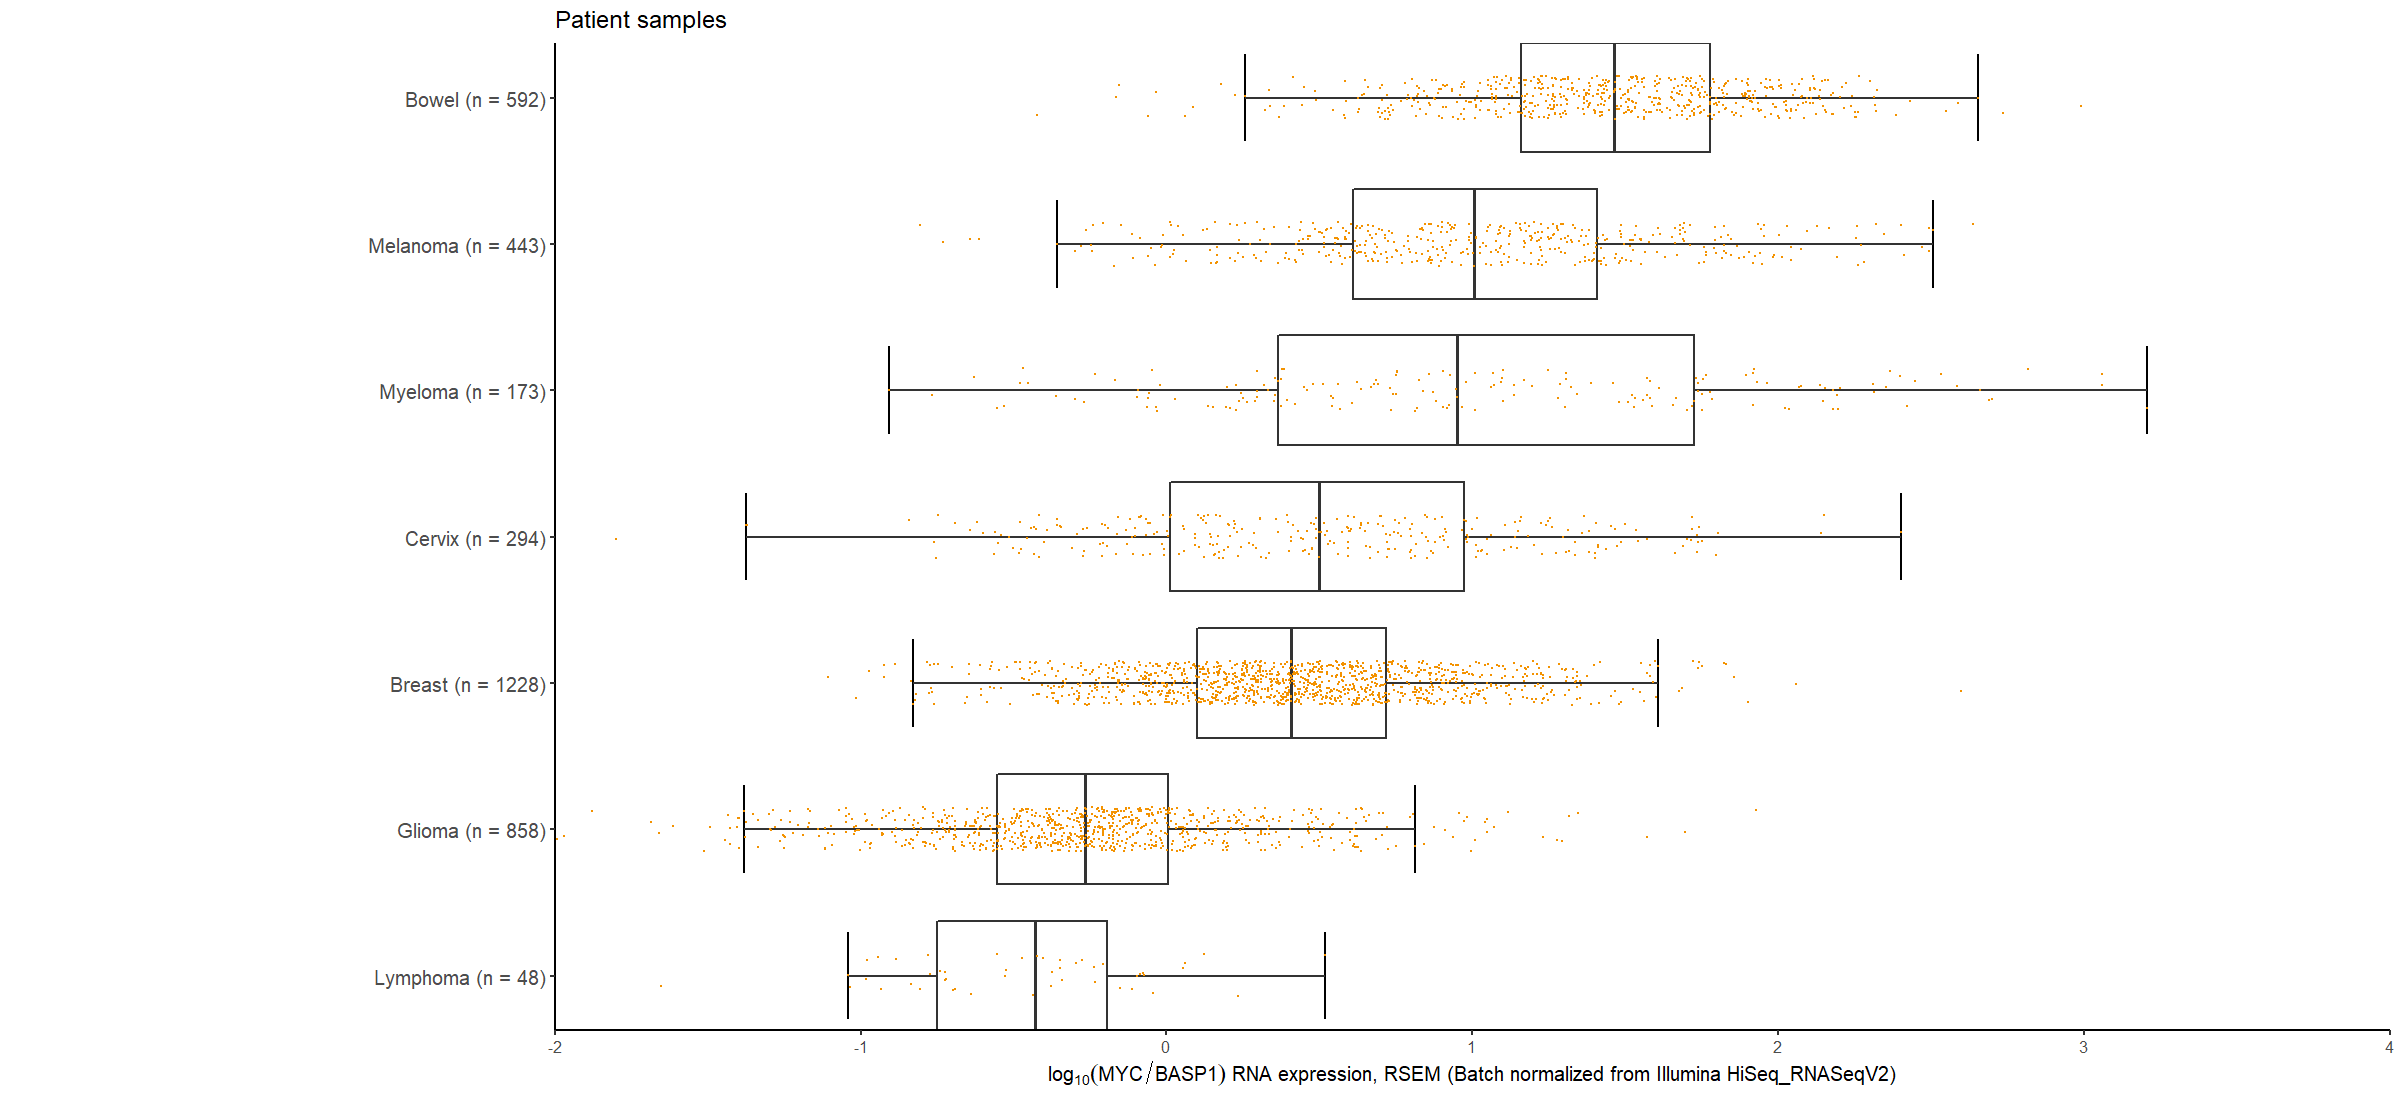 Patient samples
Bowel (n = 592)
Melanoma (n = 443)
Myeloma (n = 173)
Cervix (n = 294)
Breast (n = 1228)
Glioma (n = 858)
Lymphoma (n = 48)
-2 -1 0 1 2 3 4
log₁₀(MYC/BASP1) RNA expression, RSEM (Batch normalized from Illumina HiSeq_RNASeqV2)